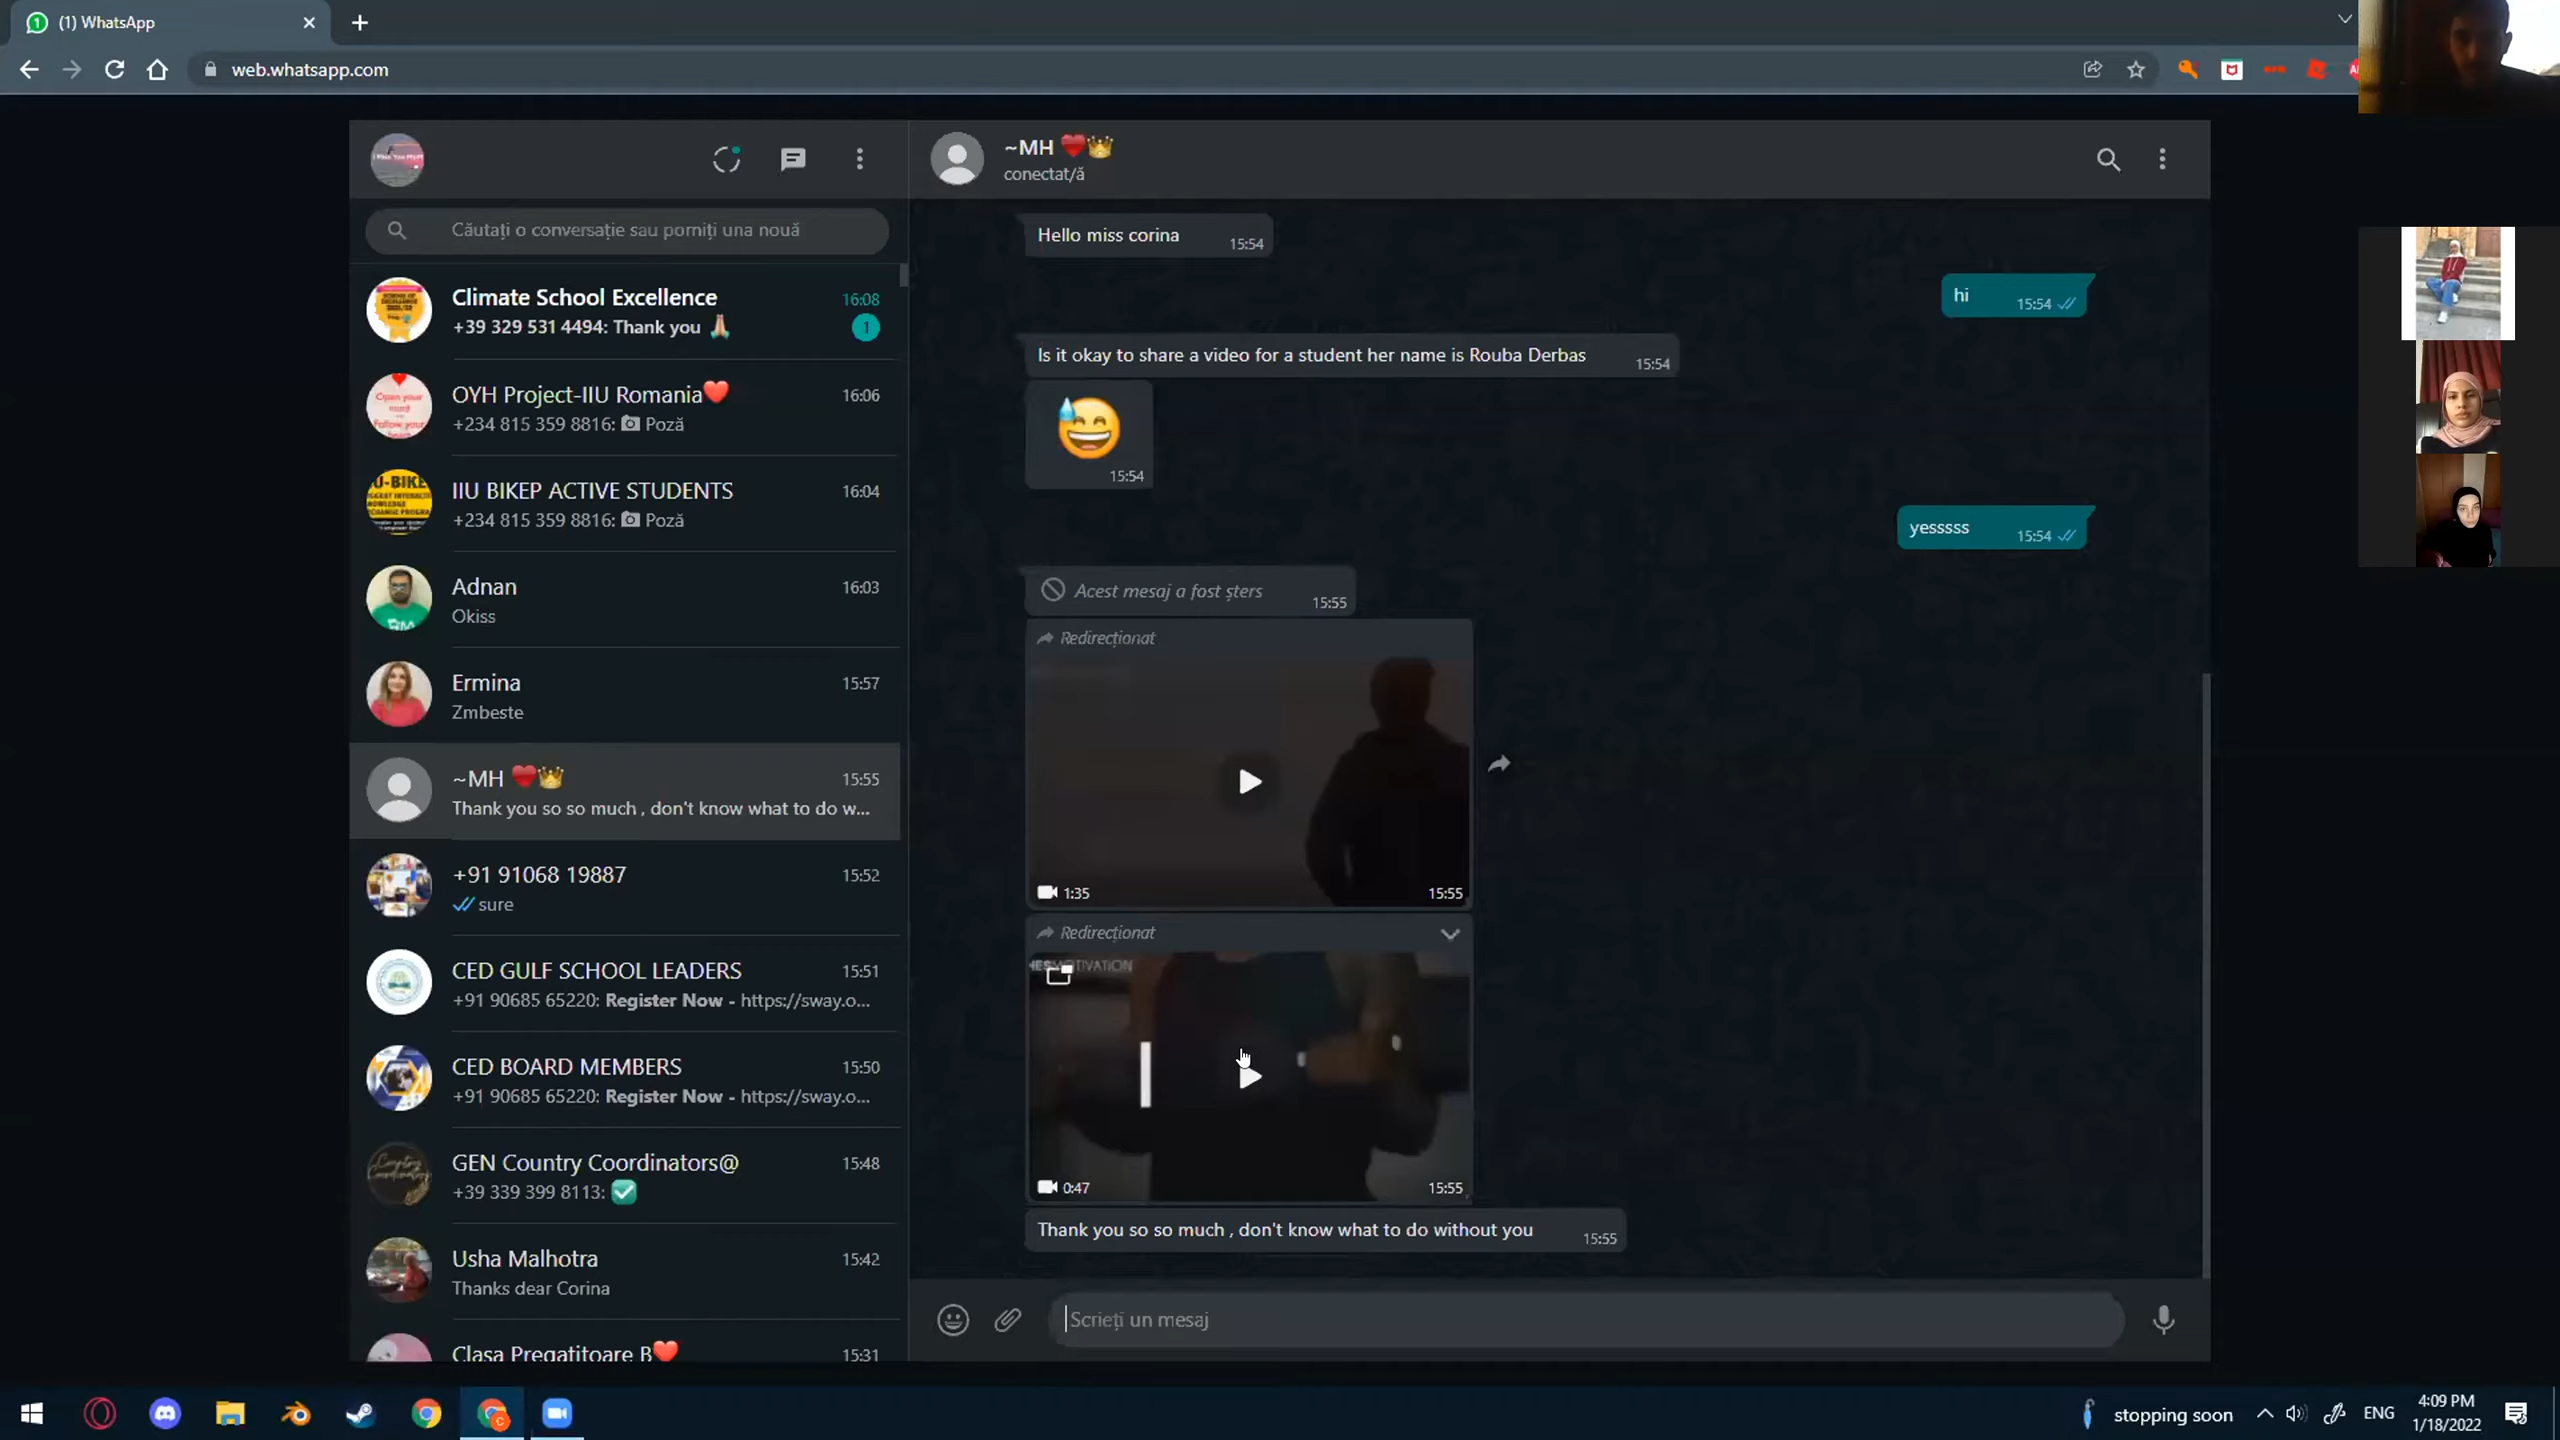 (1) WhatsApp
web.whatsapp.com
Căutați o conversație sau porniți una nouă
Climate School Excellence 16:08
+39 329 531 4494: Thank you 🙏🏼 1
OYH Project-IIU Romania❤️ 16:06
+234 815 359 8816: Poză
IIU BIKEP ACTIVE STUDENTS 16:04
+234 815 359 8816: Poză
Adnan 16:03
Okiss
Ermina 15:57
Zmbeste
~MH ❤️👑 15:55
Thank you so so much , don't know what to do w...
+91 91068 19887 15:52
sure
CED GULF SCHOOL LEADERS 15:51
+91 90685 65220: Register Now - https://sway.o...
CED BOARD MEMBERS 15:50
+91 90685 65220: Register Now - https://sway.o...
GEN Country Coordinators@ 15:48
+39 339 399 8113: ✅
Usha Malhotra 15:42
Thanks dear Corina
Clasa Pregatitoare B❤️ 15:31
~MH ❤️👑
conectat/ă
Hello miss corina 15:54
hi 15:54
Is it okay to share a video for a student her name is Rouba Derbas 15:54
😅
15:54
yesssss 15:54
Acest mesaj a fost șters 15:55
Redirecționat
1:35 15:55
Redirecționat
0:47 15:55
Thank you so so much , don't know what to do without you 15:55
Scrieți un mesaj
stopping soon
ENG
4:09 PM
1/18/2022